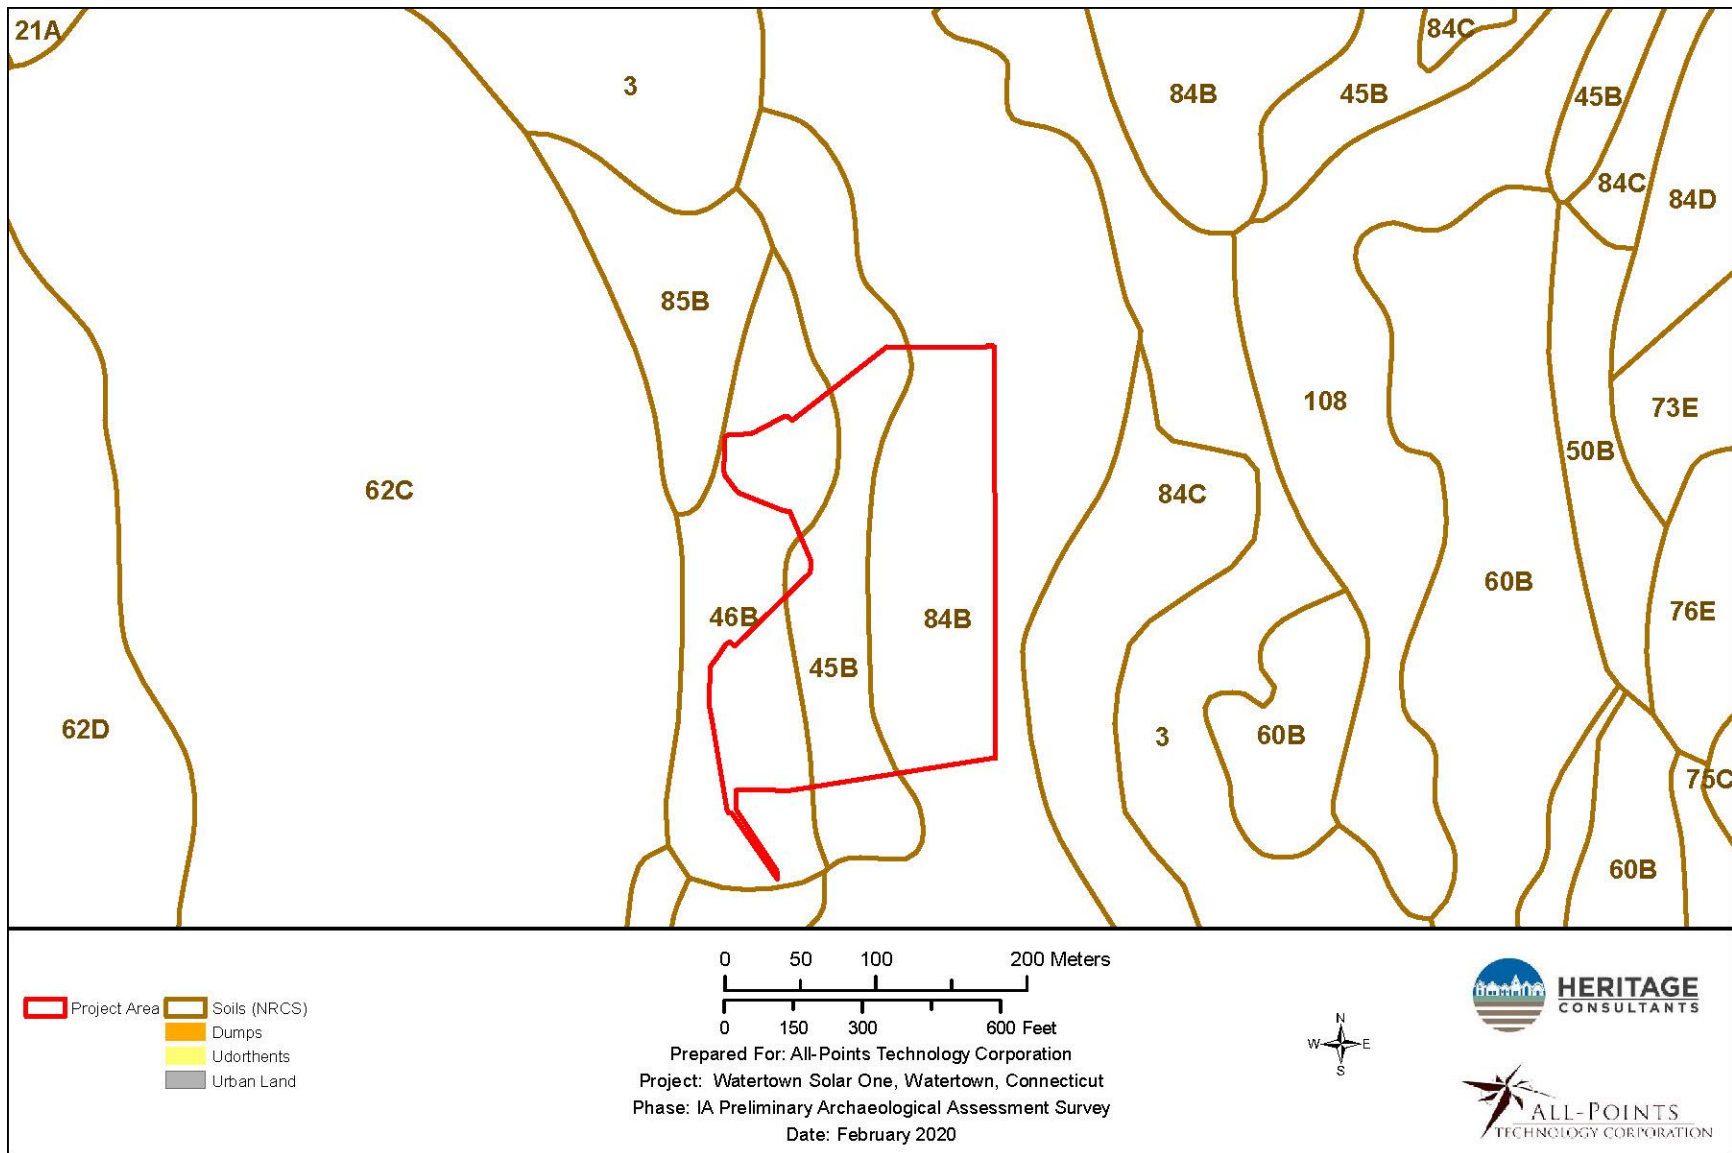 21A
3
84B
45B
84C
45B
84C
84D
85B
62C
108
73E
50B
84C
60B
76E
46B
84B
45B
62D
3
60B
75C
60B
0 50 100 200 Meters
0 150 300 600 Feet
Project Area
Soils (NRCS)
Dumps
Udorthents
Urban Land
Prepared For: All-Points Technology Corporation
Project: Watertown Solar One, Watertown, Connecticut
Phase: IA Preliminary Archaeological Assessment Survey
Date: February 2020
N
W E
S
HERITAGE
CONSULTANTS
ALL-POINTS
TECHNOLOGY CORPORATION